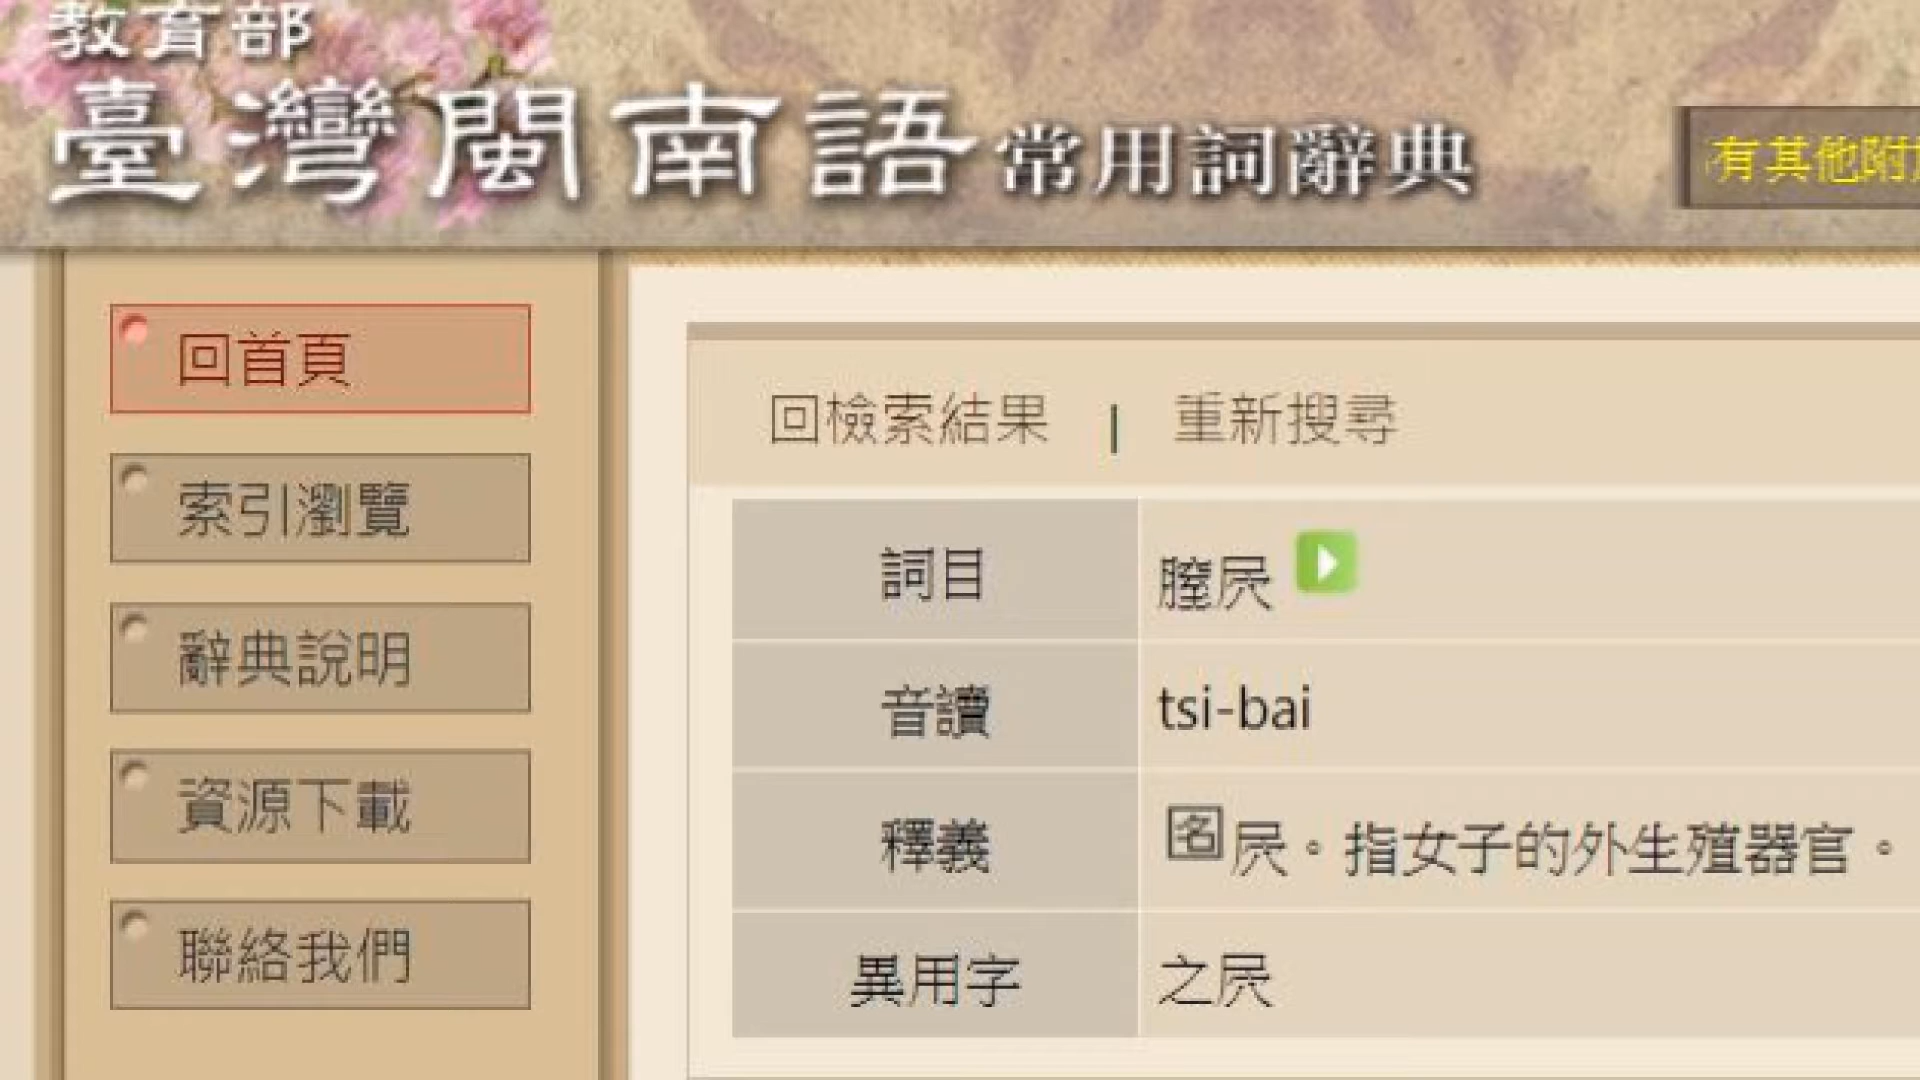 教育部
臺灣閩南語常用詞辭典
有其他附
回首頁
索引瀏覽
辭典說明
資源下載
聯絡我們
回檢索結果 | 重新搜尋
詞目 膣屄
音讀 tsi-bai
釋義 名 屄。指女子的外生殖器官。
異用字 之屄